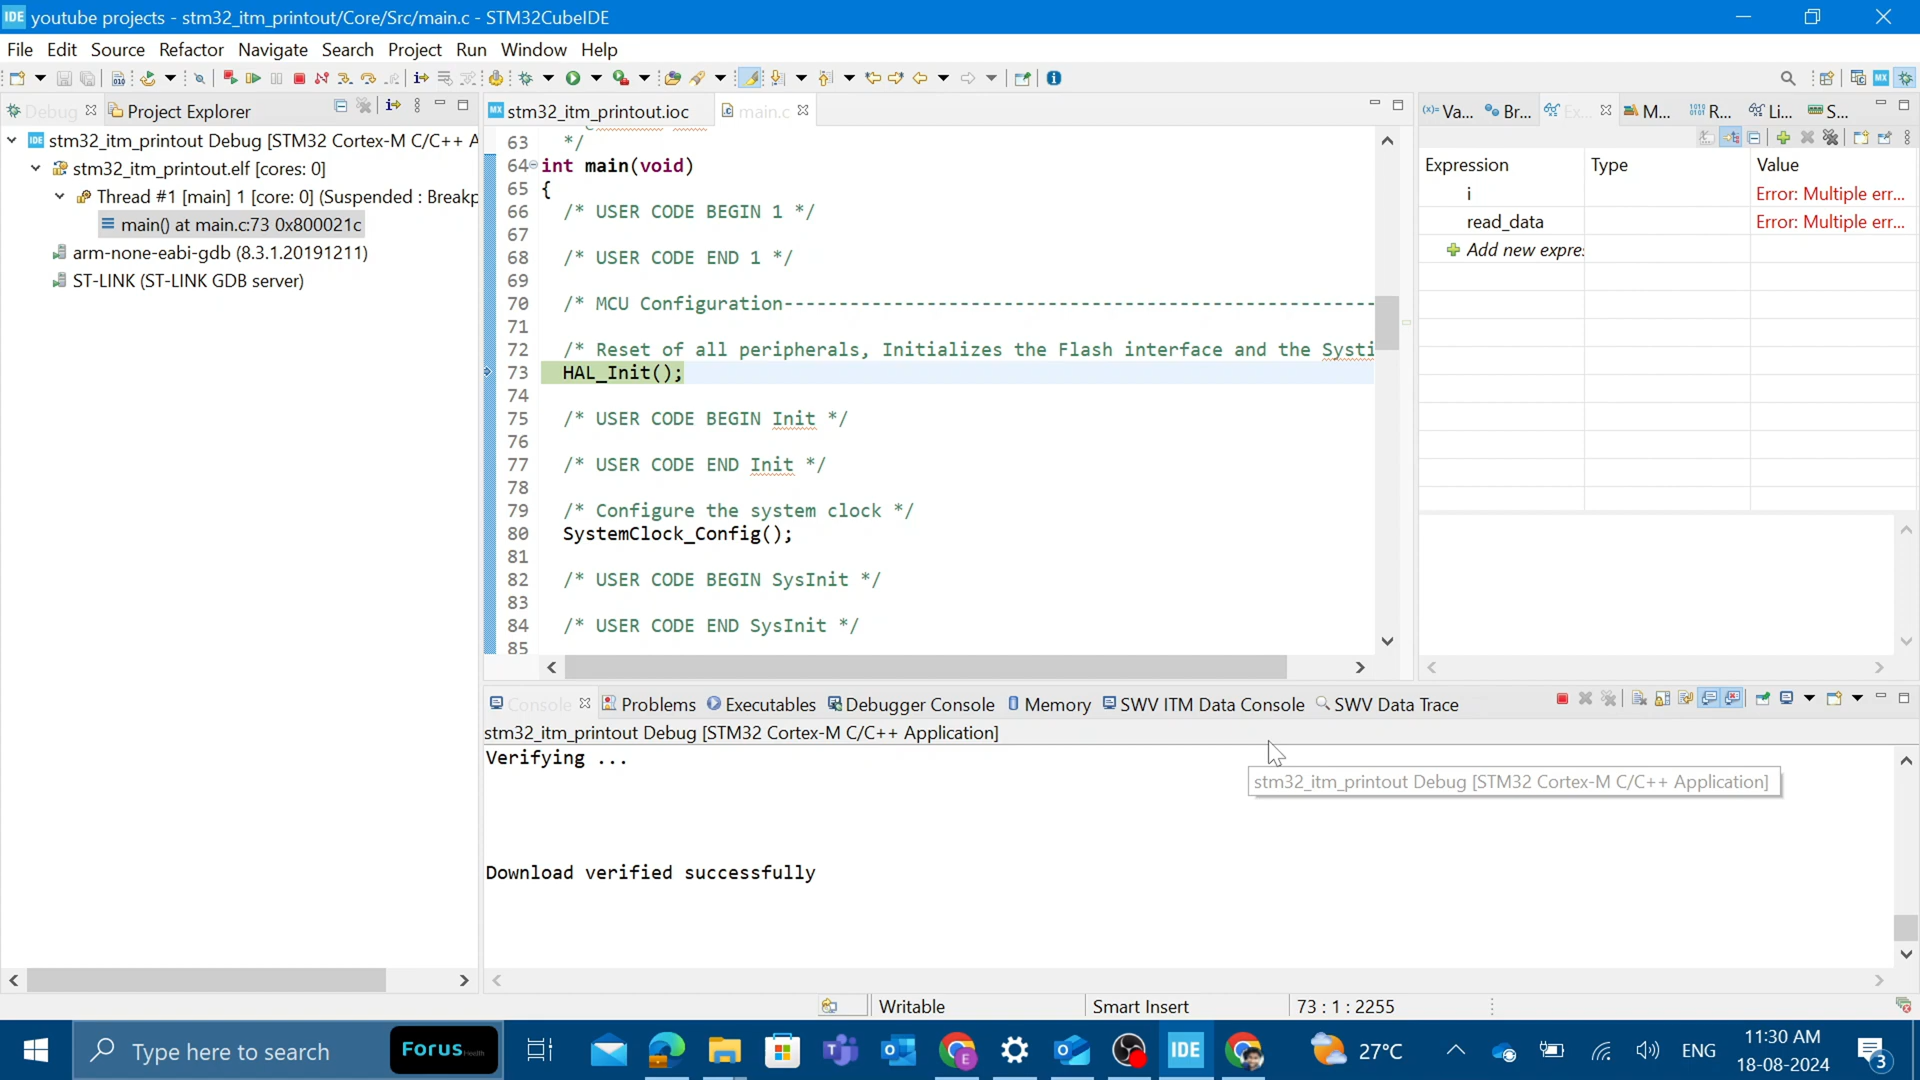 IDE youtube projects - stm32_itm_printout/Core/Src/main.c - STM32CubeIDE
File Edit Source Refactor Navigate Search Project Run Window Help
Debug Project Explorer
stm32_itm_printout Debug [STM32 Cortex-M C/C++ A
stm32_itm_printout.elf [cores: 0]
Thread #1 [main] 1 [core: 0] (Suspended : Breakp
main() at main.c:73 0x800021c
arm-none-eabi-gdb (8.3.1.20191211)
ST-LINK (ST-LINK GDB server)
MX stm32_itm_printout.ioc main.c
63 */
64 int main(void)
65 {
66 /* USER CODE BEGIN 1 */
67
68 /* USER CODE END 1 */
69
70 /* MCU Configuration------------------------------------------------------
71
72 /* Reset of all peripherals, Initializes the Flash interface and the Systi
73 HAL_Init();
74
75 /* USER CODE BEGIN Init */
76
77 /* USER CODE END Init */
78
79 /* Configure the system clock */
80 SystemClock_Config();
81
82 /* USER CODE BEGIN SysInit */
83
84 /* USER CODE END SysInit */
85
(x)= Va... Br... Ex... M... R... Li... S...
Expression Type Value
i Error: Multiple err...
read_data Error: Multiple err...
Add new expre:
Console Problems Executables Debugger Console Memory SWV ITM Data Console SWV Data Trace
stm32_itm_printout Debug [STM32 Cortex-M C/C++ Application]
Verifying ...
stm32_itm_printout Debug [STM32 Cortex-M C/C++ Application]
Download verified successfully
Writable Smart Insert 73 : 1 : 2255
Type here to search Forus IDE 27°C ENG 11:30 AM
18-08-2024 3